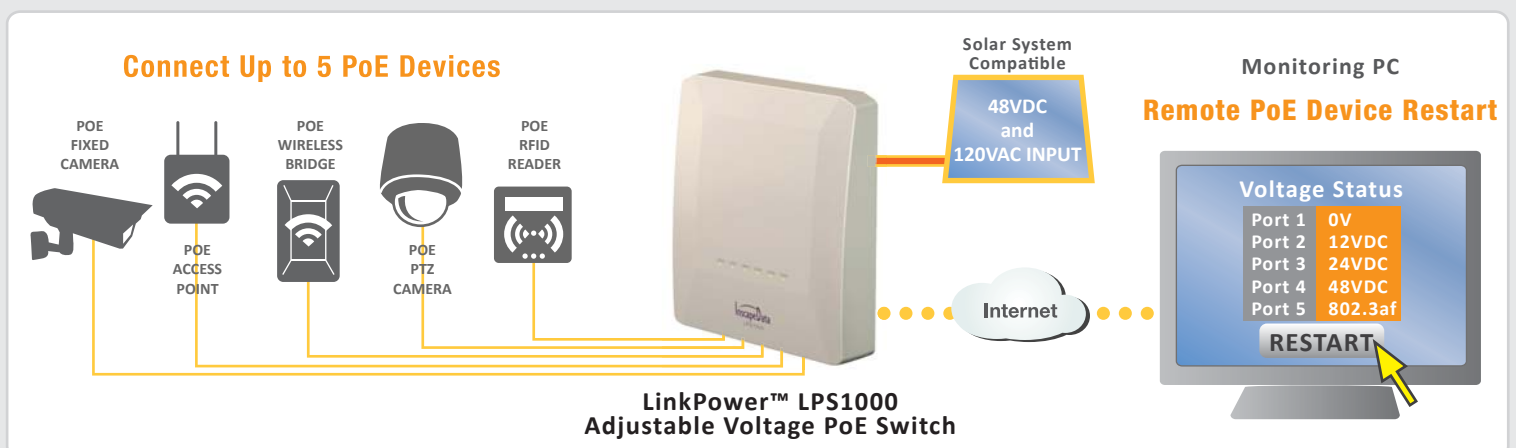 Connect Up to 5 PoE Devices
POE
FIXED
CAMERA
POE
ACCESS
POINT
POE
WIRELESS
BRIDGE
POE
PTZ
CAMERA
POE
RFID
READER
InscapeData
LinkPower™ LPS1000
Adjustable Voltage PoE Switch
Solar System
Compatible
48VDC
and
120VAC INPUT
Internet
Monitoring PC
Remote PoE Device Restart
Voltage Status
Port 1 0V
Port 2 12VDC
Port 3 24VDC
Port 4 48VDC
Port 5 802.3af
RESTART